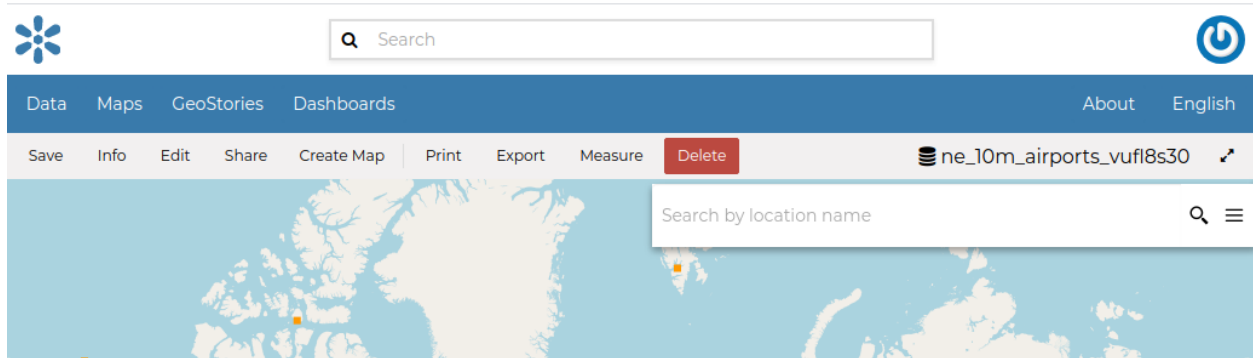 Search
Data Maps GeoStories Dashboards About English
Save Info Edit Share Create Map Print Export Measure Delete ne_10m_airports_vufl8s30
Search by location name